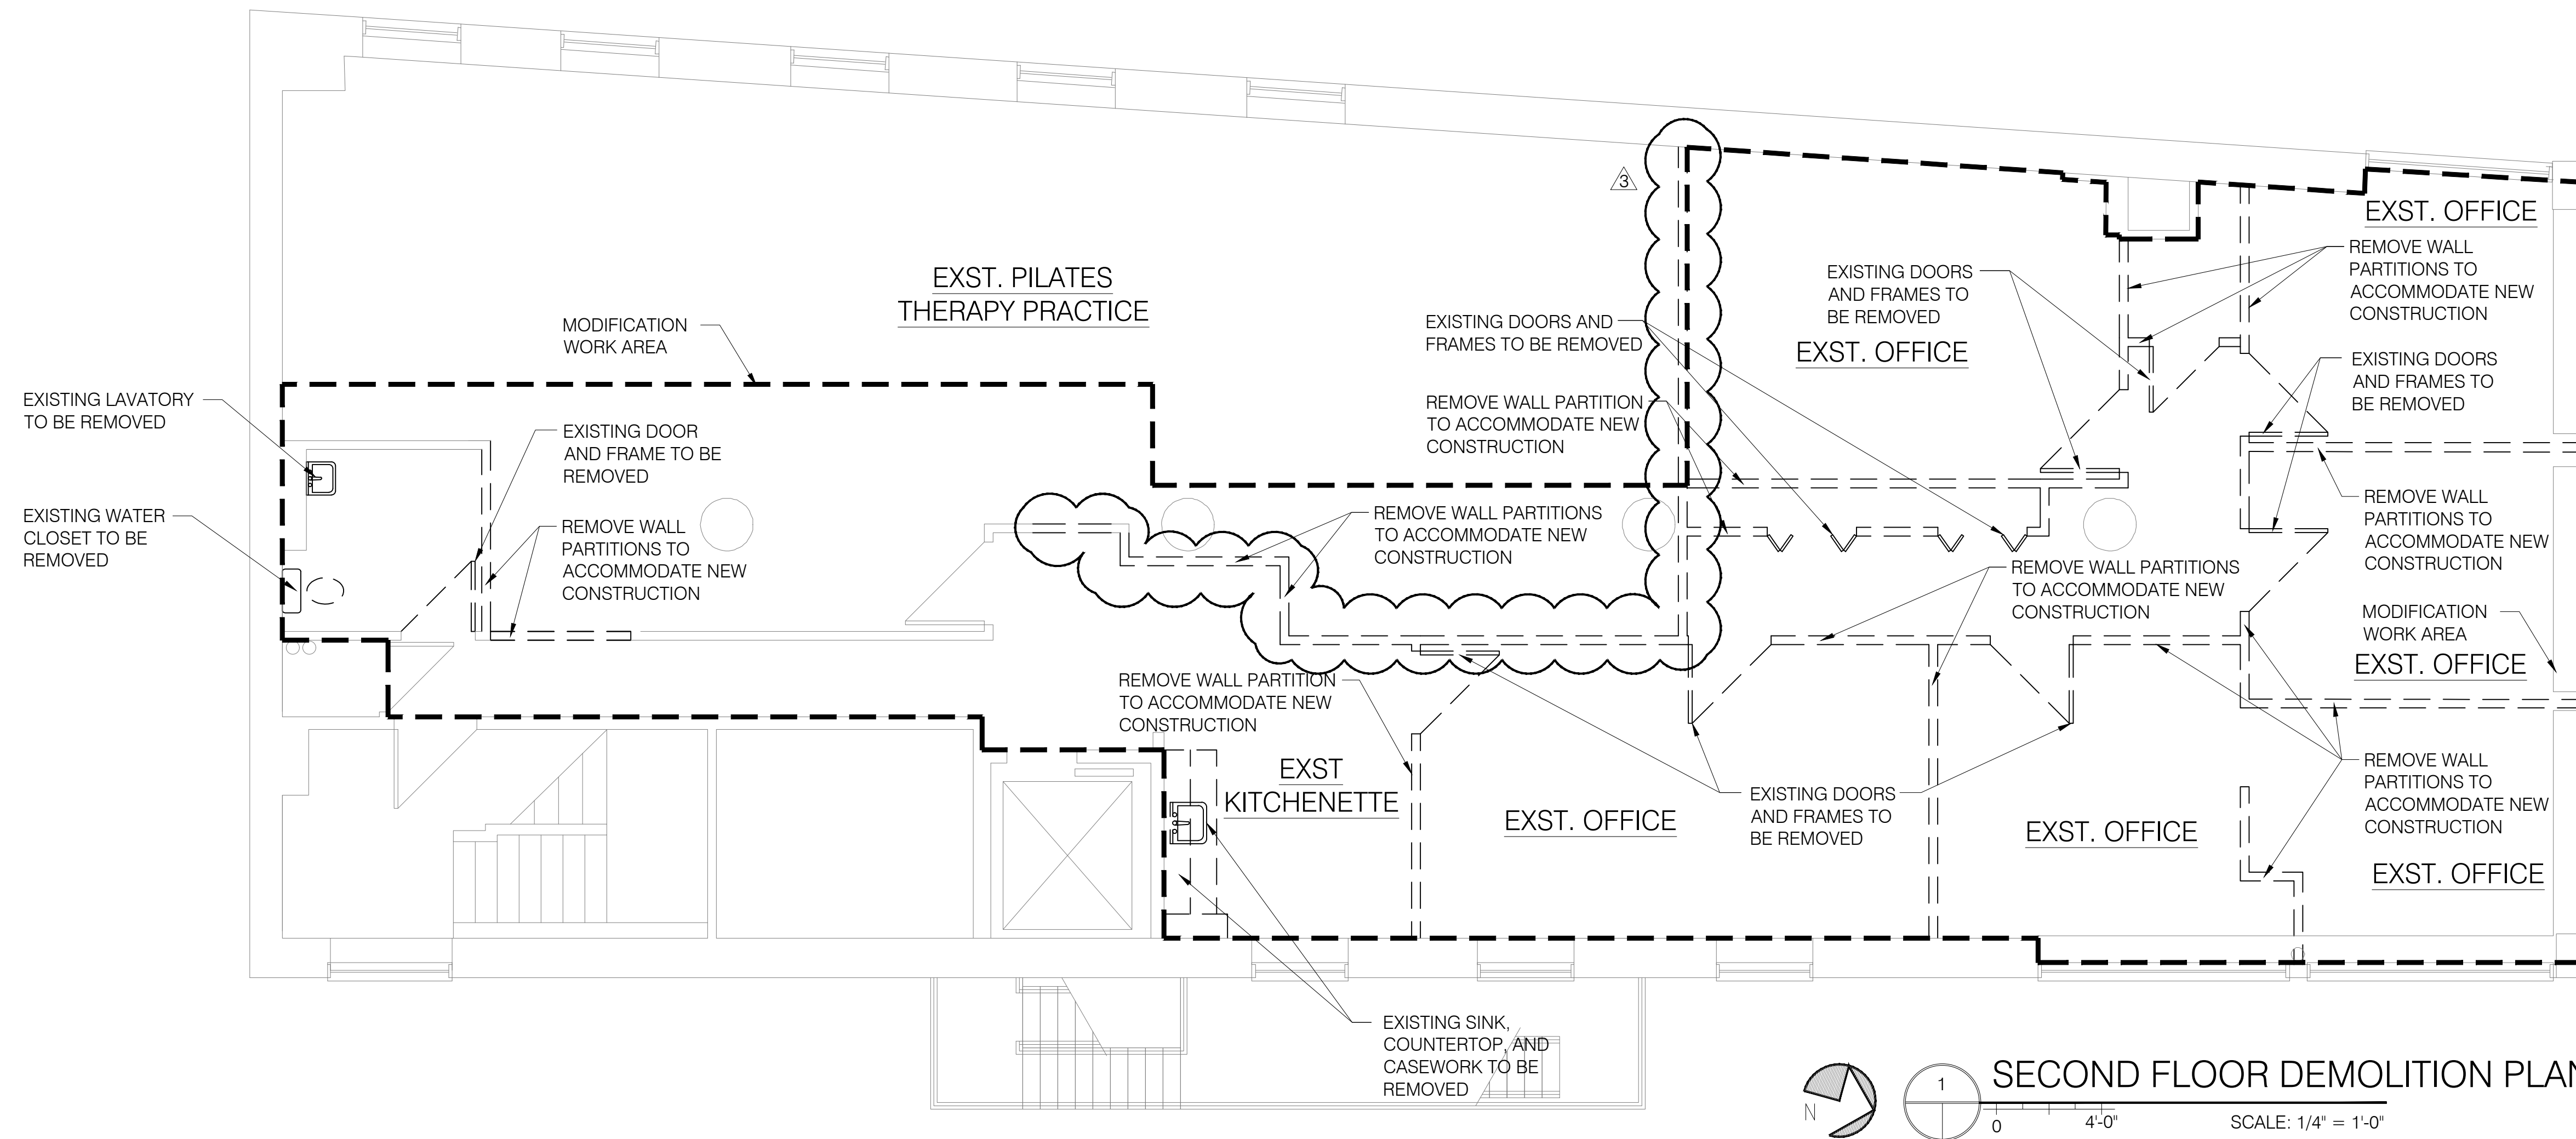 3
EXST. PILATES
THERAPY PRACTICE
MODIFICATION
WORK AREA
EXISTING LAVATORY
TO BE REMOVED
EXISTING WATER
CLOSET TO BE
REMOVED
EXISTING DOOR
AND FRAME TO BE
REMOVED
REMOVE WALL
PARTITIONS TO
ACCOMMODATE NEW
CONSTRUCTION
EXISTING DOORS AND
FRAMES TO BE REMOVED
REMOVE WALL PARTITION
TO ACCOMMODATE NEW
CONSTRUCTION
REMOVE WALL PARTITIONS
TO ACCOMMODATE NEW
CONSTRUCTION
EXISTING DOORS
AND FRAMES TO
BE REMOVED
EXST. OFFICE
EXST. OFFICE
REMOVE WALL
PARTITIONS TO
ACCOMMODATE NEW
CONSTRUCTION
EXISTING DOORS
AND FRAMES TO
BE REMOVED
REMOVE WALL
PARTITIONS TO
ACCOMMODATE NEW
CONSTRUCTION
REMOVE WALL PARTITIONS
TO ACCOMMODATE NEW
CONSTRUCTION
MODIFICATION
WORK AREA
EXST. OFFICE
REMOVE WALL PARTITION
TO ACCOMMODATE NEW
CONSTRUCTION
EXST
KITCHENETTE
EXST. OFFICE
EXISTING DOORS
AND FRAMES TO
BE REMOVED
EXST. OFFICE
REMOVE WALL
PARTITIONS TO
ACCOMMODATE NEW
CONSTRUCTION
EXST. OFFICE
EXISTING SINK,
COUNTERTOP, AND
CASEWORK TO BE
REMOVED
N
1
SECOND FLOOR DEMOLITION PLAN
0 4'-0"
SCALE: 1/4" = 1'-0"